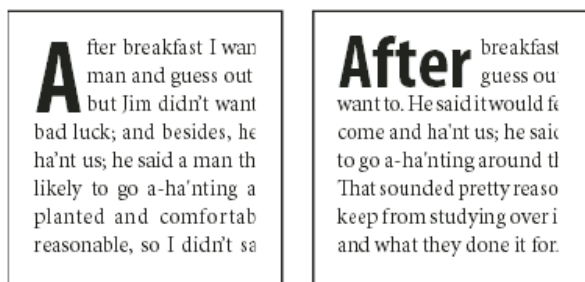 After breakfast I wan
man and guess out
but Jim didn't want
bad luck; and besides, he
ha'nt us; he said a man th
likely to go a-ha'nting a
planted and comfortab
reasonable, so I didn't sa
After breakfast
guess ou
want to. He said it would fe
come and ha'nt us; he said
to go a-ha'nting around th
That sounded pretty reaso
keep from studying over i
and what they done it for.